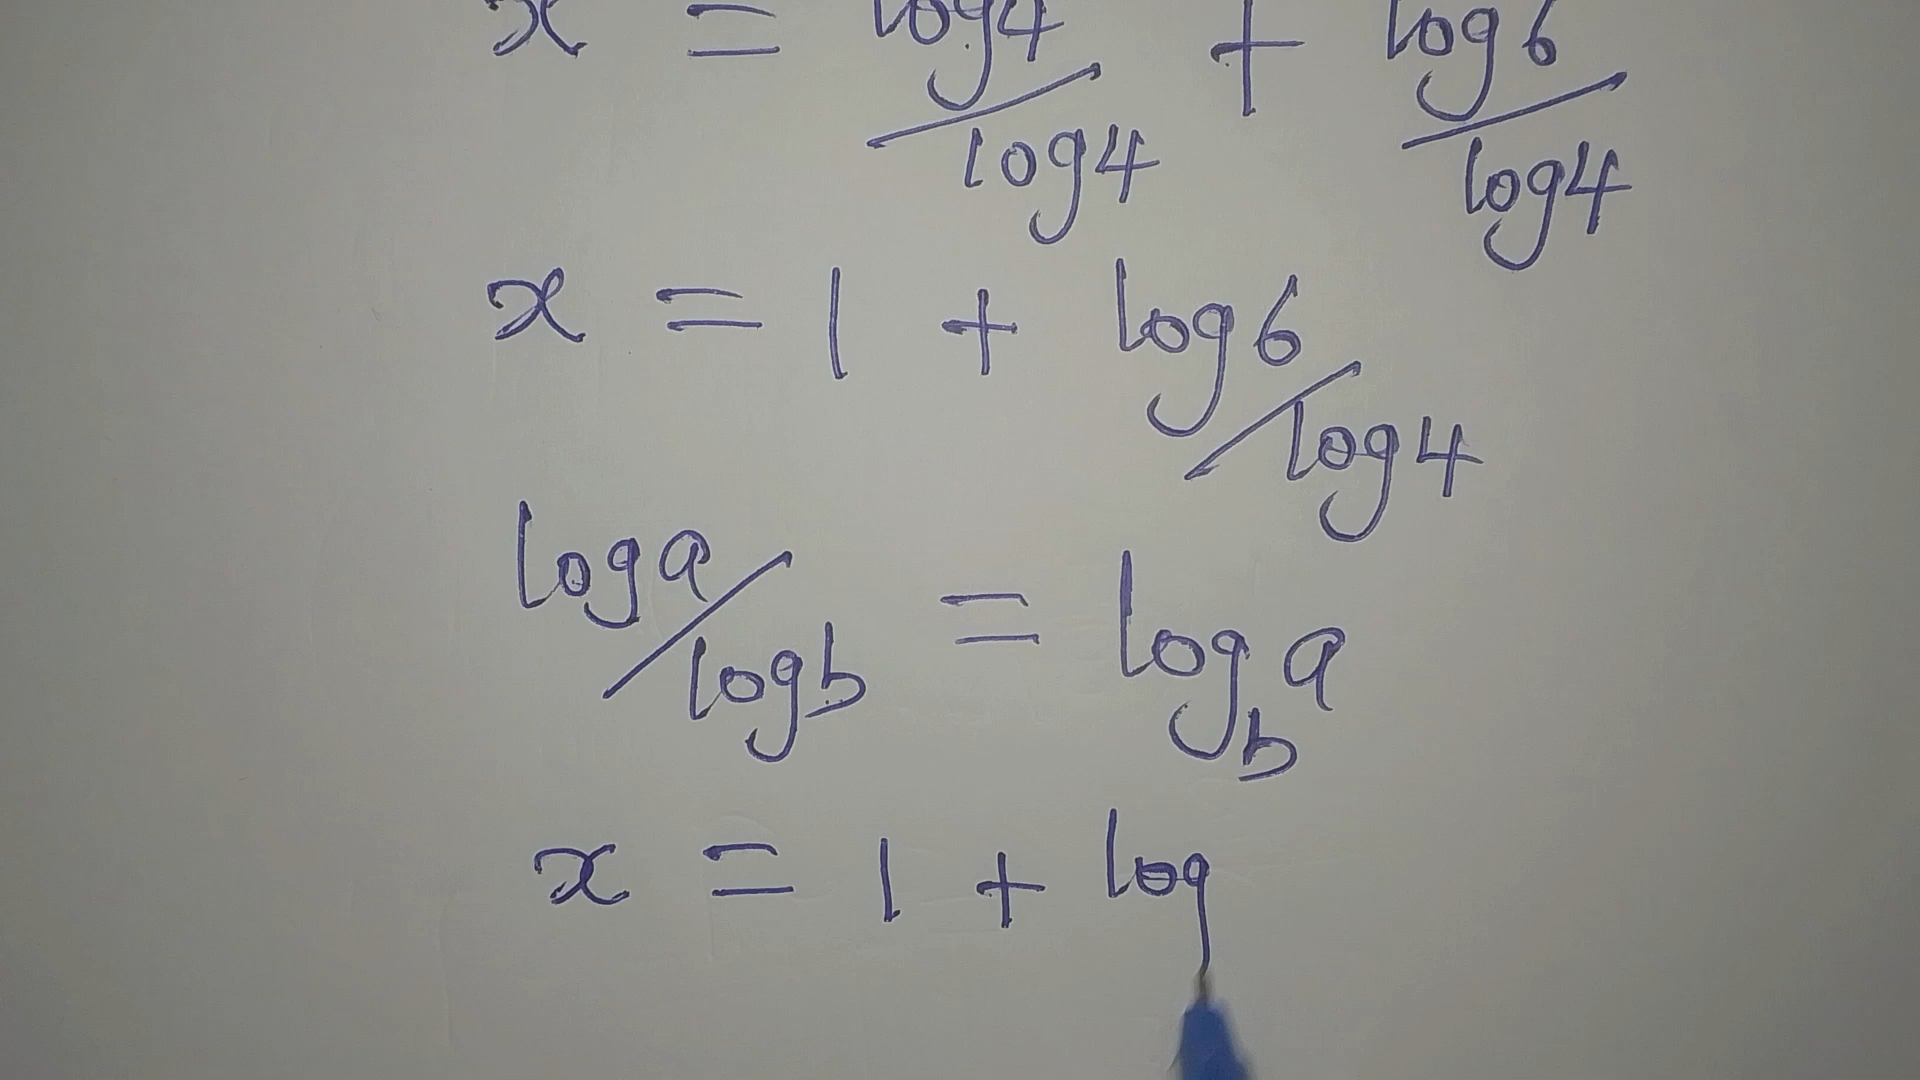 x = log4/log4 + log6/log4
x = 1 + log6/log4
loga/logb = log_b a
x = 1 + log